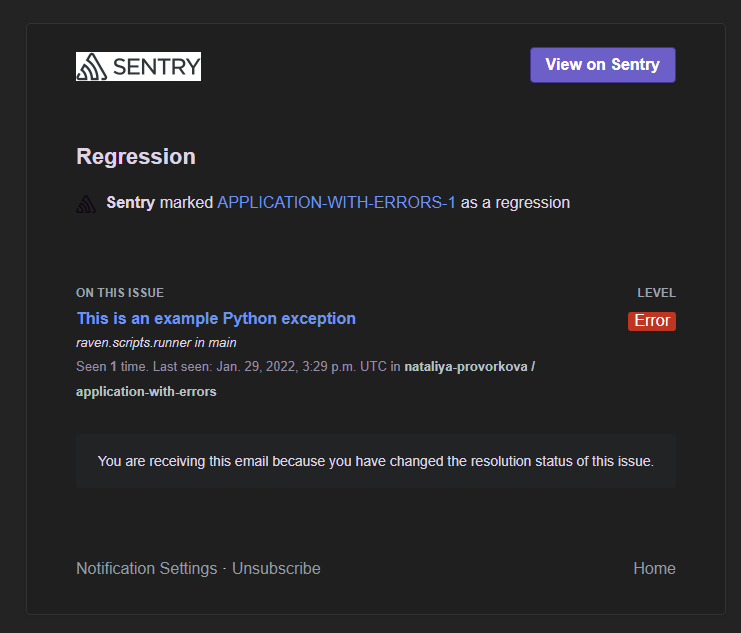 SENTRY
View on Sentry
Regression
Sentry marked APPLICATION-WITH-ERRORS-1 as a regression
ON THIS ISSUE
LEVEL
This is an example Python exception
Error
raven.scripts.runner in main
Seen 1 time. Last seen: Jan. 29, 2022, 3:29 p.m. UTC in nataliya-provorkova /
application-with-errors
You are receiving this email because you have changed the resolution status of this issue.
Notification Settings · Unsubscribe
Home